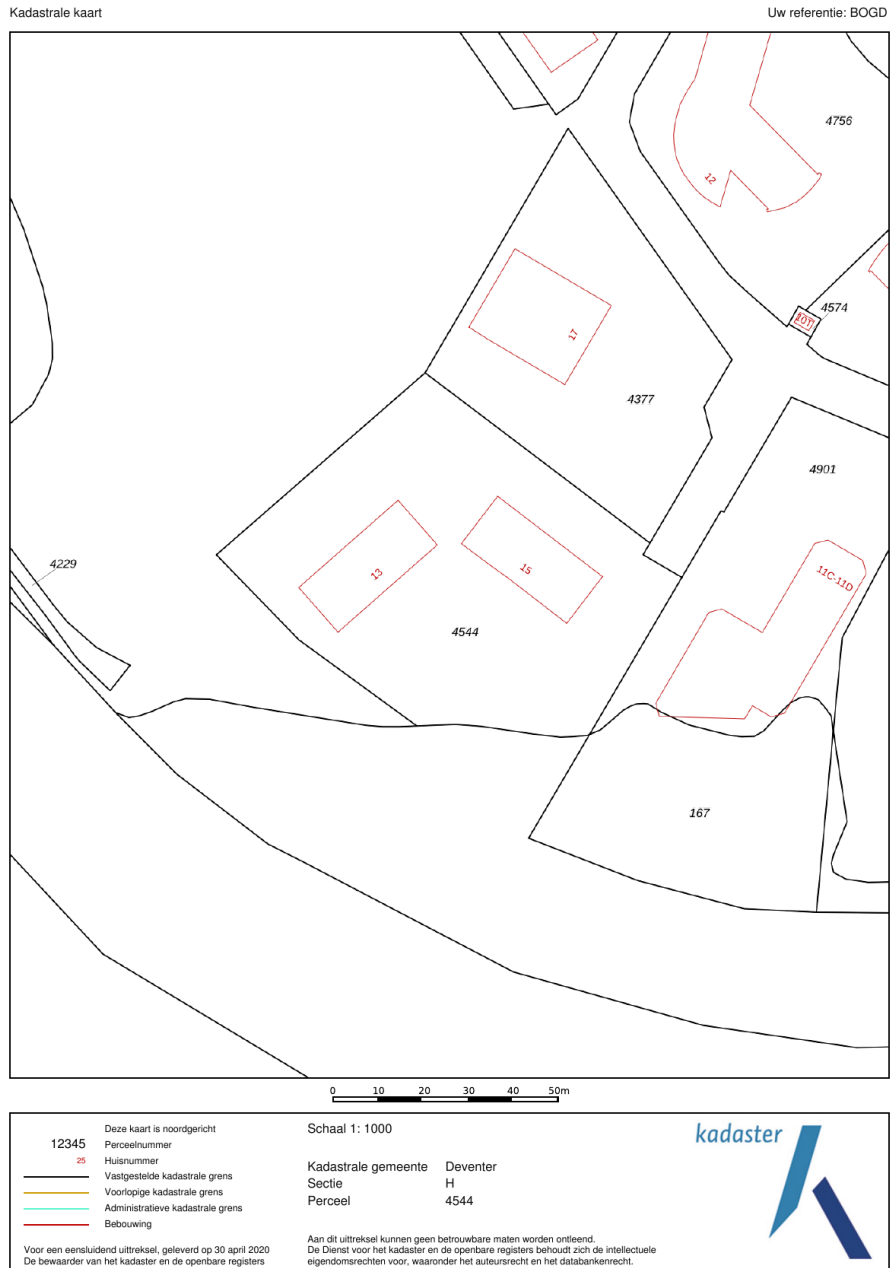 Kadastrale kaart
Uw referentie: BOGD
4756
12
4574
17
4377
4901
4229
13
15
11C-11D
4544
167
0 10 20 30 40 50m
Deze kaart is noordgericht
12345 Perceelnummer
25 Huisnummer
Vastgestelde kadastrale grens
Voorlopige kadastrale grens
Administratieve kadastrale grens
Bebouwing
Voor een eensluidend uittreksel, geleverd op 30 april 2020
De bewaarder van het kadaster en de openbare registers
Schaal 1: 1000
Kadastrale gemeente Deventer
Sectie H
Perceel 4544
Aan dit uittreksel kunnen geen betrouwbare maten worden ontleend.
De Dienst voor het kadaster en de openbare registers behoudt zich de intellectuele
eigendomsrechten voor, waaronder het auteursrecht en het databankenrecht.
kadaster